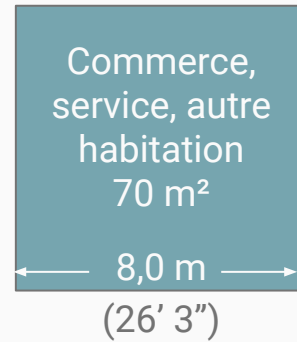 Commerce,
service, autre
habitation
70 m²
8,0 m
(26’ 3”)